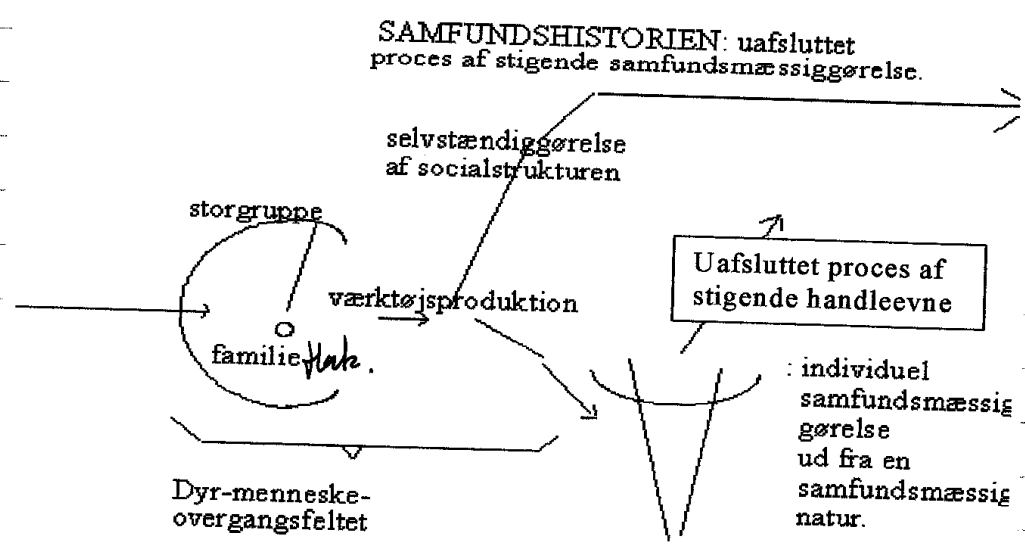 SAMFUNDSHISTORIEN: uafsluttet
proces af stigende samfundsmæssiggørelse.
selvstændiggørelse
af socialstrukturen
storgruppe
værktøjsproduktion
familieflok.
Uafsluttet proces af
stigende handleevne
: individuel
samfundsmæssig
gørelse
ud fra en
samfundsmæssig
natur.
Dyr-menneske-
overgangsfeltet